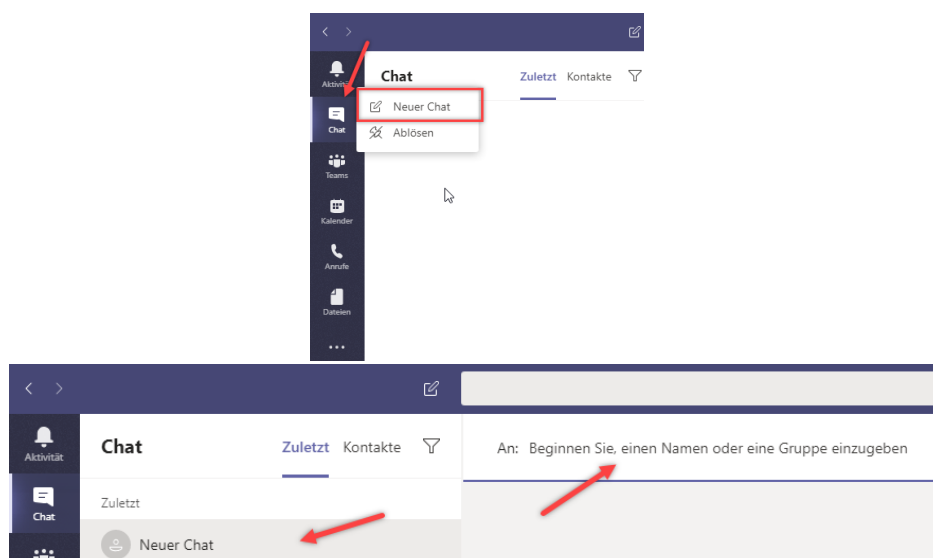 Aktivität
Chat
Zuletzt Kontakte
Neuer Chat
Chat
Ablösen
Teams
Kalender
Anrufe
Dateien
Aktivität
Chat
Zuletzt Kontakte
An: Beginnen Sie, einen Namen oder eine Gruppe einzugeben
Chat
Zuletzt
Neuer Chat